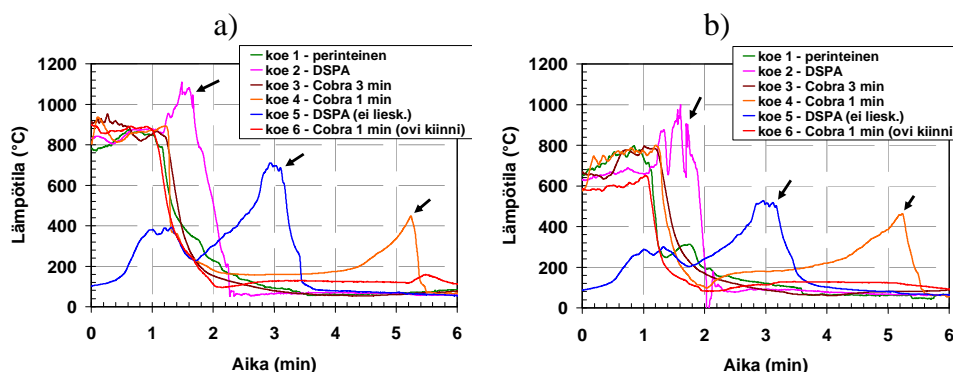 a)
koe 1 - perinteinen
koe 2 - DSPA
koe 3 - Cobra 3 min
koe 4 - Cobra 1 min
koe 5 - DSPA (ei liesk.)
koe 6 - Cobra 1 min (ovi kiinni)
Lämpötila (°C)
1200
1000
800
600
400
200
0
0 1 2 3 4 5 6
Aika (min)
b)
koe 1 - perinteinen
koe 2 - DSPA
koe 3 - Cobra 3 min
koe 4 - Cobra 1 min
koe 5 - DSPA (ei liesk.)
koe 6 - Cobra 1 min (ovi kiinni)
Lämpötila (°C)
1200
1000
800
600
400
200
0
0 1 2 3 4 5 6
Aika (min)